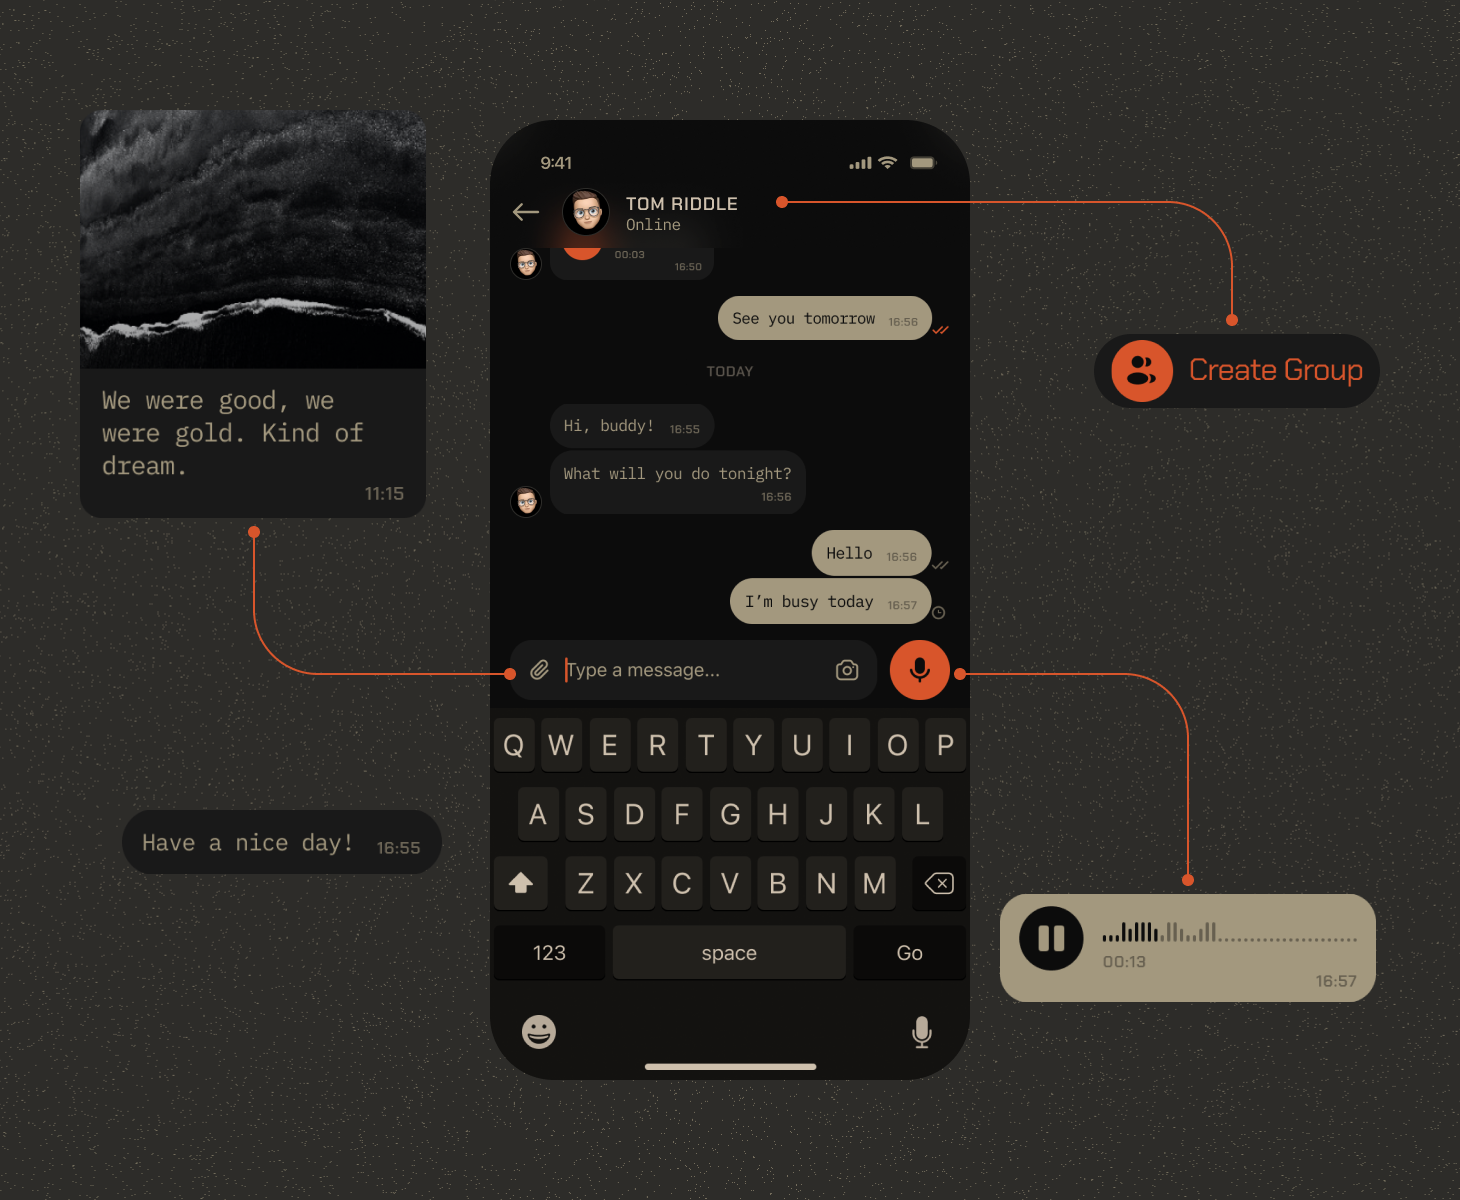 We were good, we
were gold. Kind of
dream.
11:15
Have a nice day! 16:55
9:41
TOM RIDDLE
Online
00:03
16:50
See you tomorrow 16:56
TODAY
Hi, buddy! 16:55
What will you do tonight?
16:56
Hello 16:56
I’m busy today 16:57
Type a message...
Q W E R T Y U I O P
A S D F G H J K L
Z X C V B N M
123 space Go
Create Group
00:13
16:57